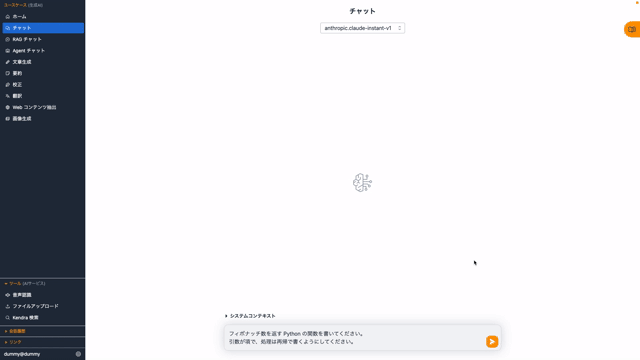 ユースケース (生成AI)
ホーム
チャット
RAG チャット
Agent チャット
文章生成
要約
校正
翻訳
Web コンテンツ抽出
画像生成
ツール (AIサービス)
音声認識
ファイルアップロード
Kendra 検索
会話履歴
リンク
dummy@dummy
チャット
anthropic.claude-instant-v1
システムコンテキスト
フィボナッチ数を返す Python の関数を書いてください。
引数が項で、処理は再帰で書くようにしてください。